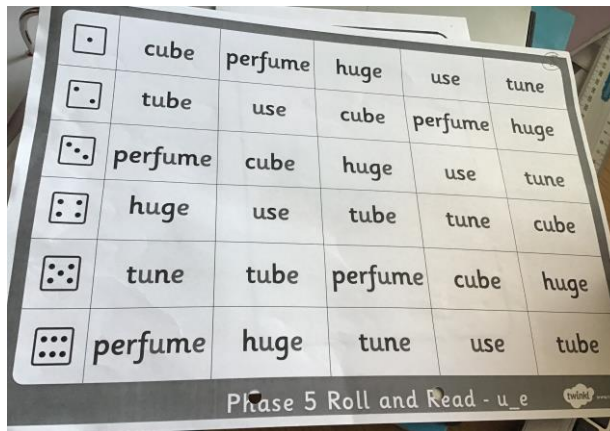 cube perfume huge use tune
tube use cube perfume huge
perfume cube huge use tune
huge use tube tune cube
tune tube perfume cube huge
perfume huge tune use tube
Phase 5 Roll and Read - u_e
twinkl